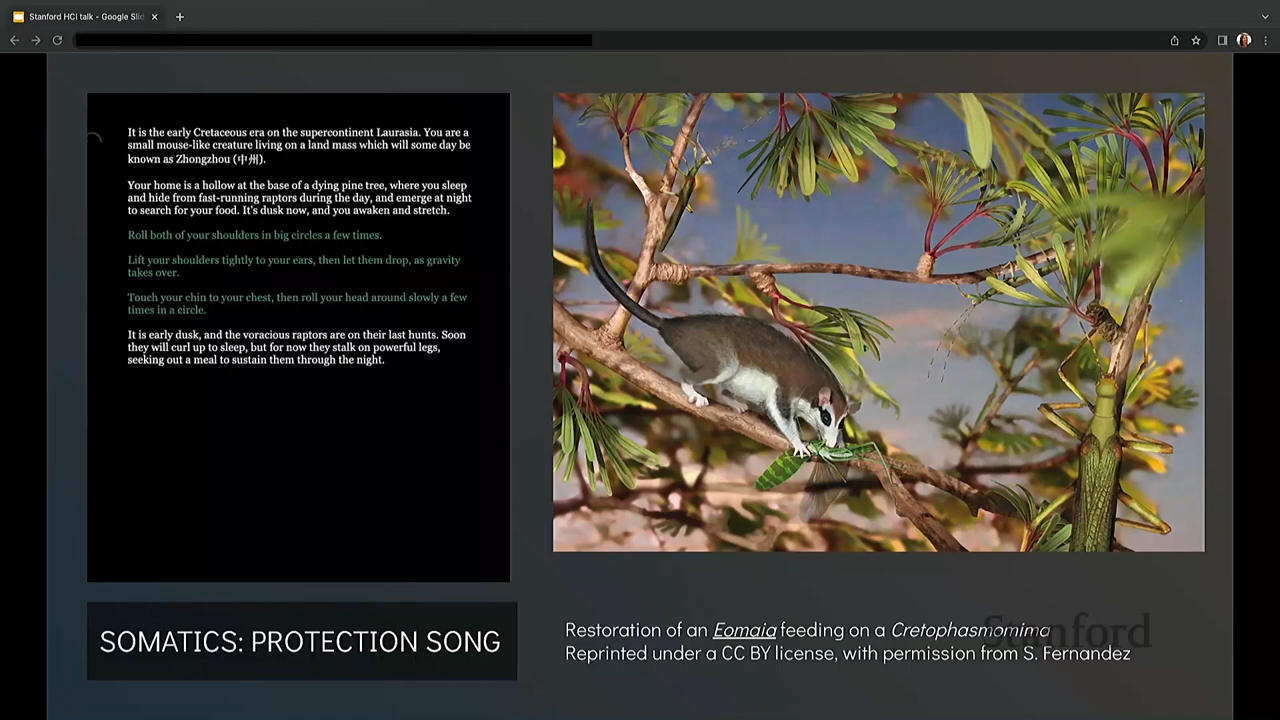 Stanford HCI talk - Google Slid
It is the early Cretaceous era on the supercontinent Laurasia. You are a
small mouse-like creature living on a land mass which will some day be
known as Zhongzhou (中州).
Your home is a hollow at the base of a dying pine tree, where you sleep
and hide from fast-running raptors during the day, and emerge at night
to search for your food. It's dusk now, and you awaken and stretch.
Roll both of your shoulders in big circles a few times.
Lift your shoulders tightly to your ears, then let them drop, as gravity
takes over.
Touch your chin to your chest, then roll your head around slowly a few
times in a circle.
It is early dusk, and the voracious raptors are on their last hunts. Soon
they will curl up to sleep, but for now they stalk on powerful legs,
seeking out a meal to sustain them through the night.
SOMATICS: PROTECTION SONG
Restoration of an Eomaia feeding on a Cretophasmomima
Reprinted under a CC BY license, with permission from S. Fernandez
Stanford